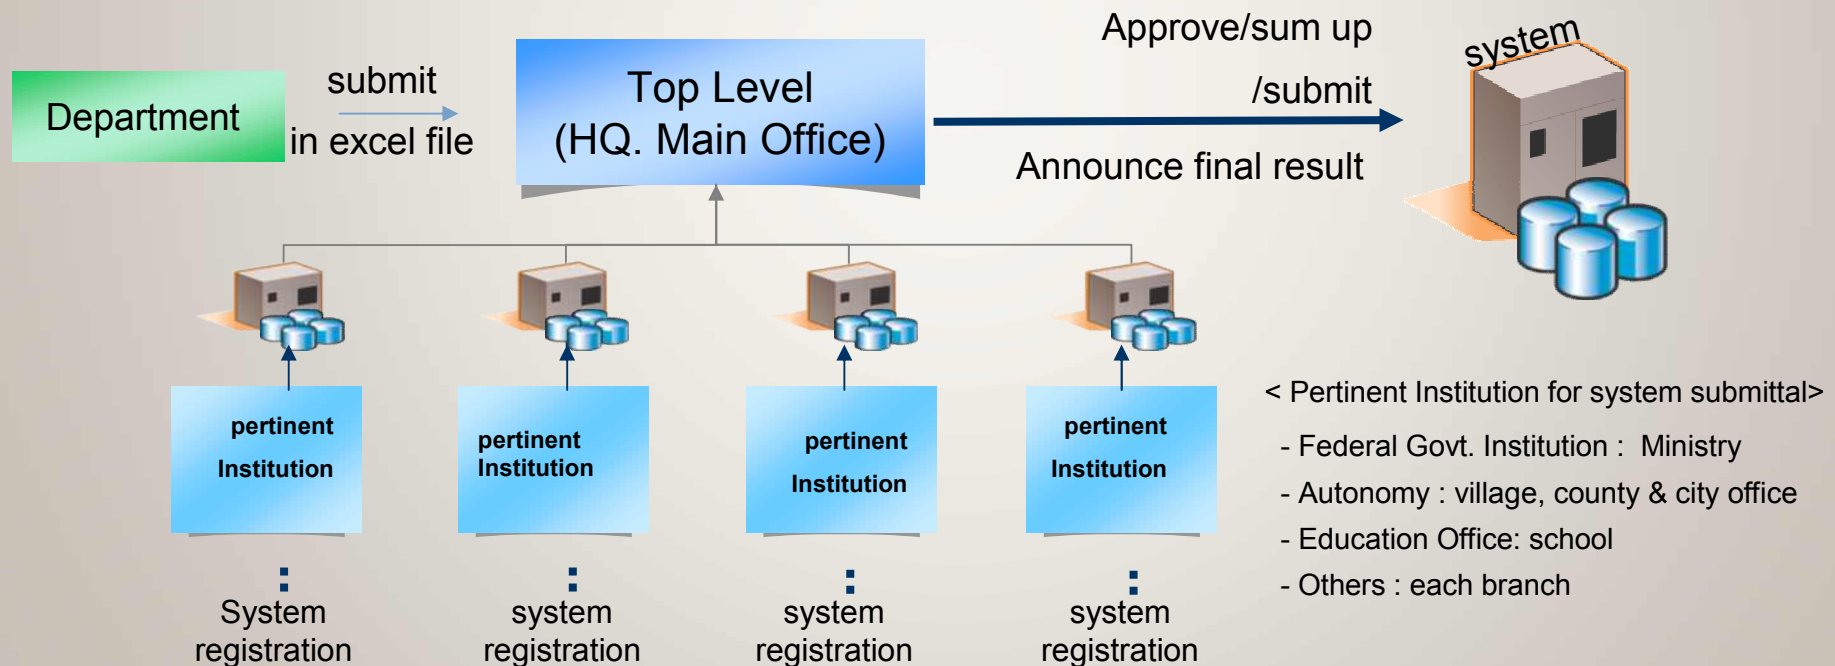 Department
submit
in excel file
Top Level
(HQ. Main Office)
Approve/sum up
/submit
Announce final result
system
pertinent
Institution
pertinent
Institution
pertinent
Institution
pertinent
Institution
System
registration
system
registration
system
registration
system
registration
< Pertinent Institution for system submittal>
- Federal Govt. Institution :  Ministry
- Autonomy : village, county & city office
- Education Office: school
- Others : each branch